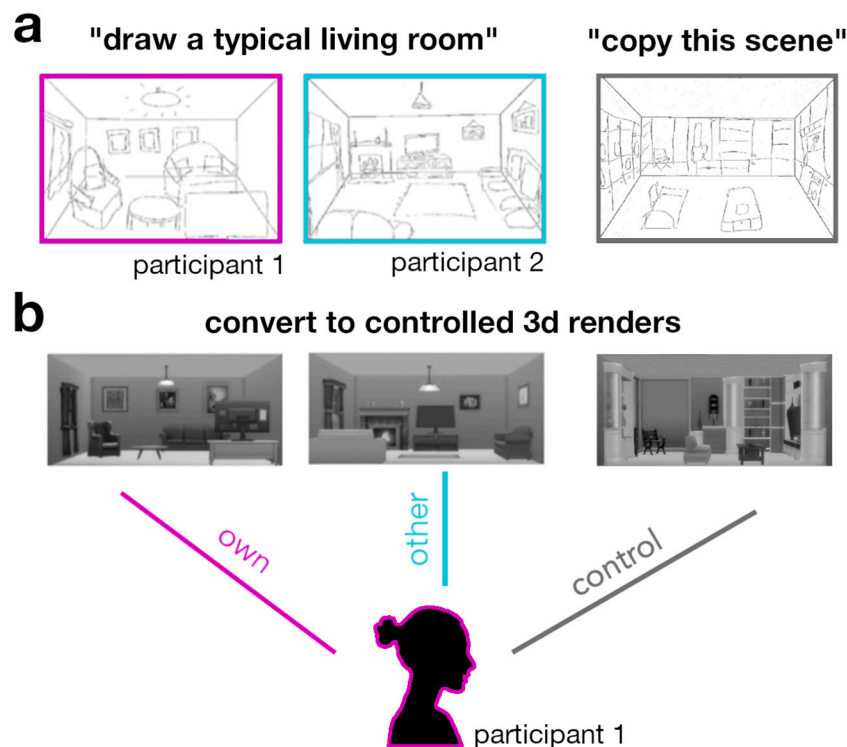 a
"draw a typical living room"
"copy this scene"
participant 1
participant 2
b
convert to controlled 3d renders
own
other
control
participant 1